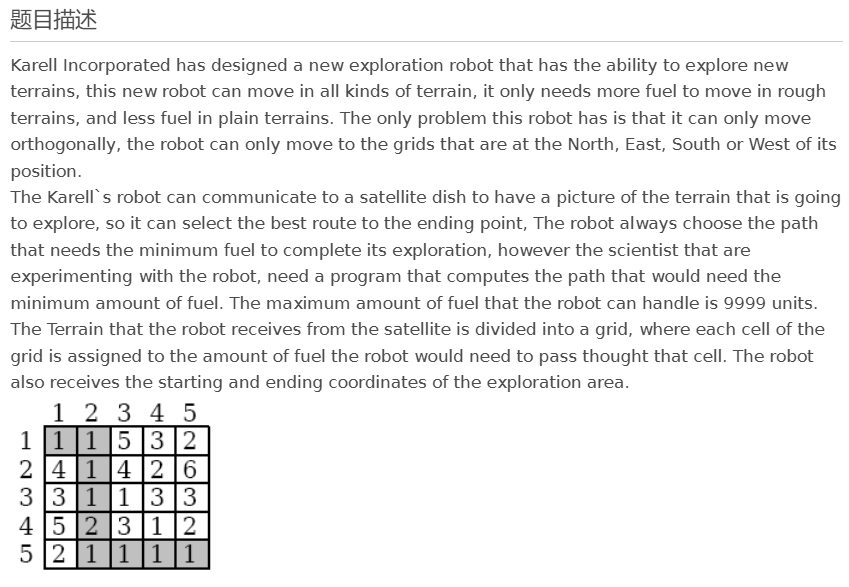 题目描述
Karell Incorporated has designed a new exploration robot that has the ability to explore new
terrains, this new robot can move in all kinds of terrain, it only needs more fuel to move in rough
terrains, and less fuel in plain terrains. The only problem this robot has is that it can only move
orthogonally, the robot can only move to the grids that are at the North, East, South or West of its
position.
The Karell`s robot can communicate to a satellite dish to have a picture of the terrain that is going
to explore, so it can select the best route to the ending point, The robot always choose the path
that needs the minimum fuel to complete its exploration, however the scientist that are
experimenting with the robot, need a program that computes the path that would need the
minimum amount of fuel. The maximum amount of fuel that the robot can handle is 9999 units.
The Terrain that the robot receives from the satellite is divided into a grid, where each cell of the
grid is assigned to the amount of fuel the robot would need to pass thought that cell. The robot
also receives the starting and ending coordinates of the exploration area.
1 2 3 4 5
1 1 1 5 3 2
2 4 1 4 2 6
3 3 1 1 3 3
4 5 2 3 1 2
5 2 1 1 1 1